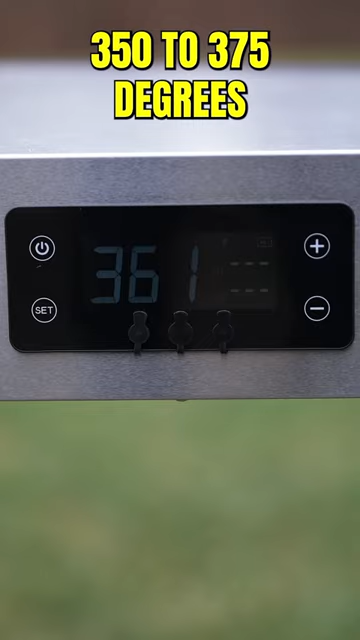 350 TO 375
DEGREES
361
---
---
SET